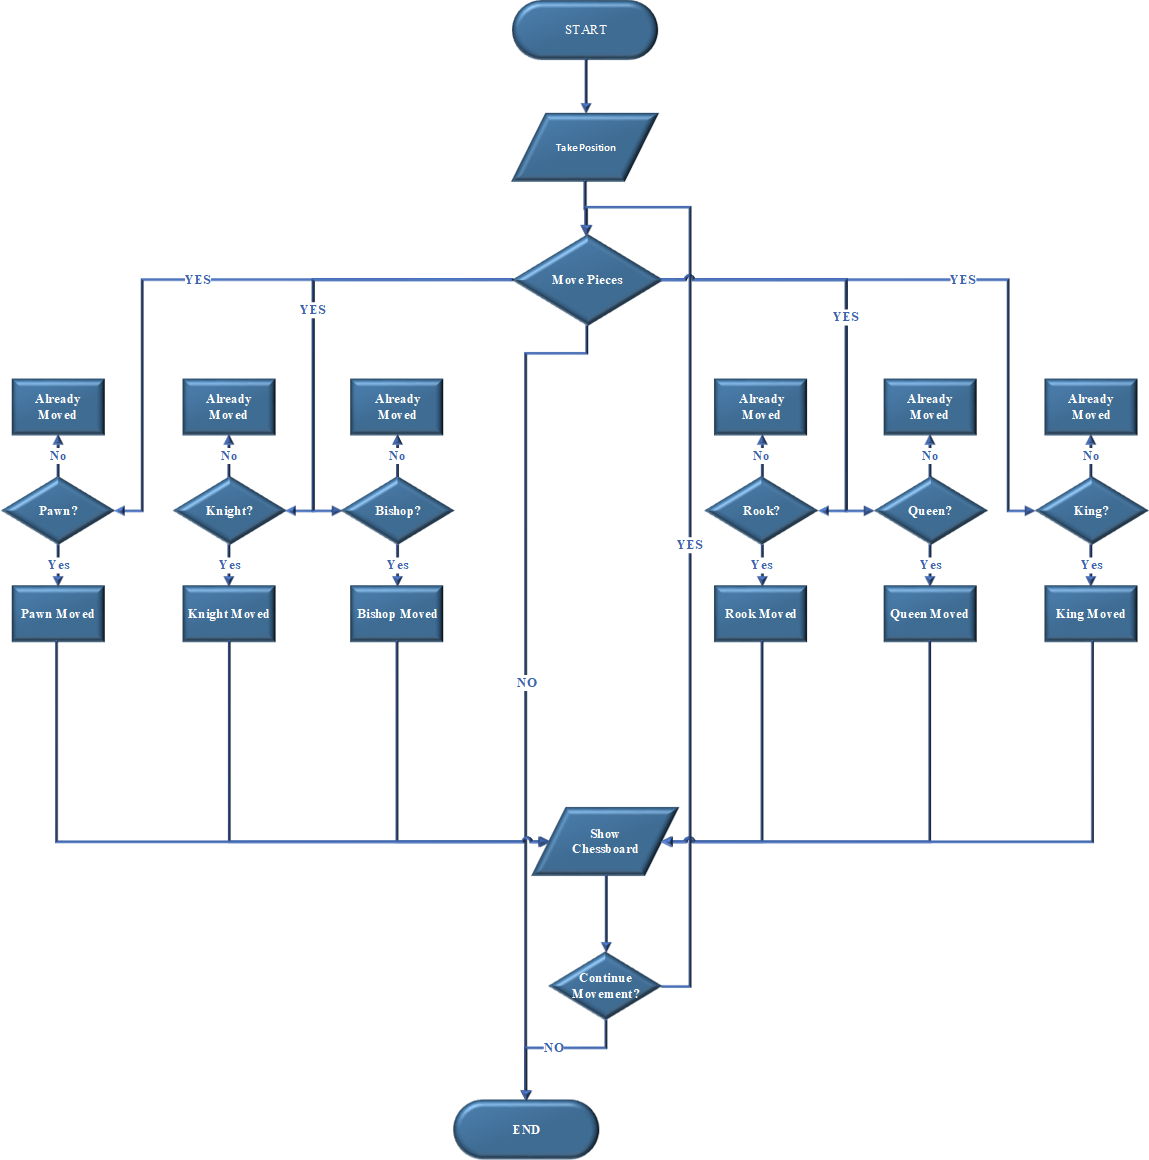 START
Take Position
Move Pieces
YES
YES
YES
YES
Already
Moved
Already
Moved
Already
Moved
Already
Moved
Already
Moved
Already
Moved
No
No
No
No
No
No
Pawn?
Knight?
Bishop?
Rook?
Queen?
King?
YES
Yes
Yes
Yes
Yes
Yes
Yes
Pawn Moved
Knight Moved
Bishop Moved
Rook Moved
Queen Moved
King Moved
NO
Show
Chessboard
Continue
Movement?
NO
END